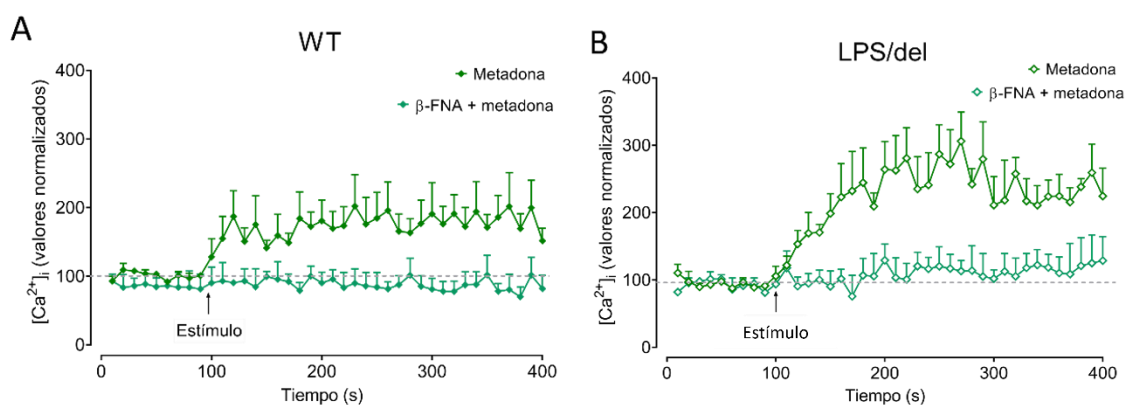 A
WT
[Ca²⁺]ᵢ (valores normalizados)
400
300
200
100
0
Metadona
β-FNA + metadona
Estímulo
0
100
200
300
400
Tiempo (s)
B
LPS/del
[Ca²⁺]ᵢ (valores normalizados)
400
300
200
100
0
Metadona
β-FNA + metadona
Estímulo
0
100
200
300
400
Tiempo (s)